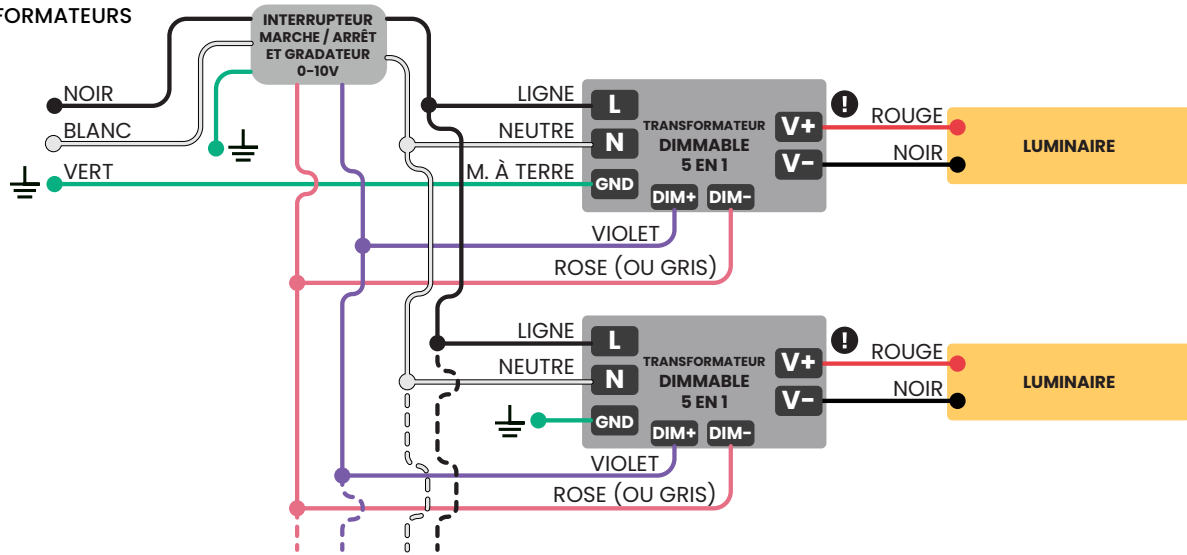 FORMATEURS
INTERRUPTEUR
MARCHE / ARRÊT
ET GRADATEUR
0-10V
NOIR
BLANC
VERT
LIGNE
NEUTRE
M. À TERRE
L
N
GND
TRANSFORMATEUR
DIMMABLE
5 EN 1
DIM+ DIM-
V+
V-
!
ROUGE
NOIR
LUMINAIRE
VIOLET
ROSE (OU GRIS)
LIGNE
NEUTRE
L
N
GND
TRANSFORMATEUR
DIMMABLE
5 EN 1
DIM+ DIM-
V+
V-
!
ROUGE
NOIR
LUMINAIRE
VIOLET
ROSE (OU GRIS)